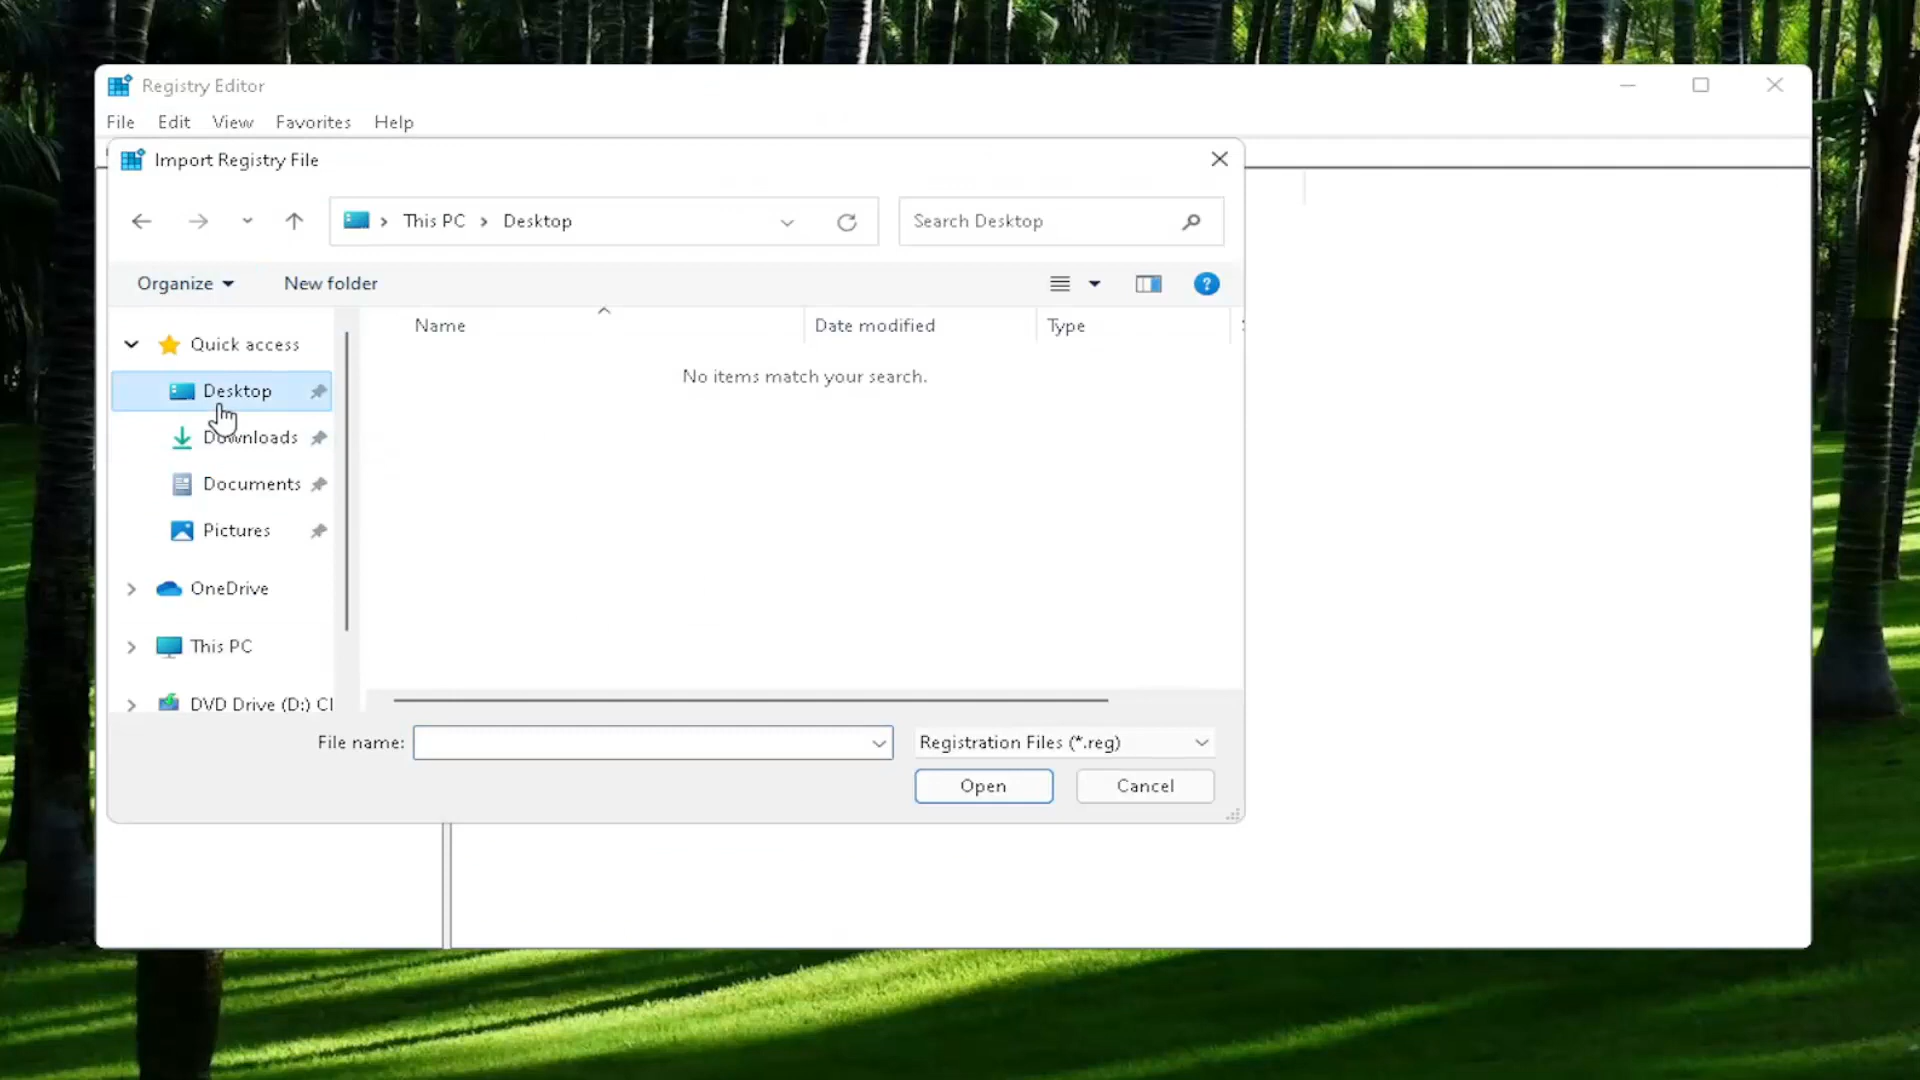 Registry Editor
File Edit View Favorites Help
Import Registry File
This PC Desktop
Search Desktop
Organize New folder
Name Date modified Type
No items match your search.
Quick access
Desktop
Downloads
Documents
Pictures
OneDrive
This PC
DVD Drive (D:)
File name:
Registration Files (*.reg)
Open Cancel